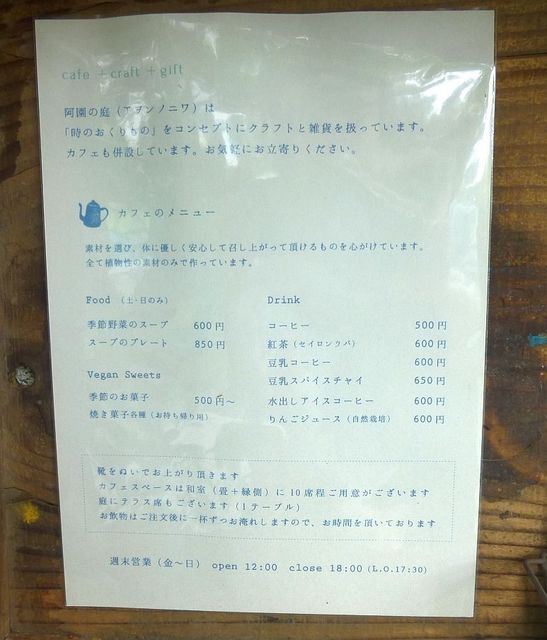 cafe + craft + gift
阿園の庭（アヲンノニワ）は
「時のおくりもの」をコンセプトにクラフトと雑貨を扱っています。
カフェも併設しています。お気軽にお立寄りください。
カフェのメニュー
素材を選び、体に優しく安心して召し上がって頂けるものを心がけています。
全て植物性の素材のみで作っています。
Food （土・日のみ）
季節野菜のスープ 600円
スープのプレート 850円
Vegan Sweets
季節のお菓子 500円～
焼き菓子各種（お持ち帰り用）
Drink
コーヒー 500円
紅茶（セイロンウバ） 600円
豆乳コーヒー 600円
豆乳スパイスチャイ 650円
水出しアイスコーヒー 600円
りんごジュース（自然栽培） 600円
靴をぬいでお上がり頂きます
カフェスペースは和室（畳＋縁側）に10席程ご用意がございます
庭にテラス席もございます（1テーブル）
お飲物はご注文後に一杯ずつお淹れしますので、お時間を頂いております
週末営業（金～日） open 12:00 close 18:00 (L.O.17:30)